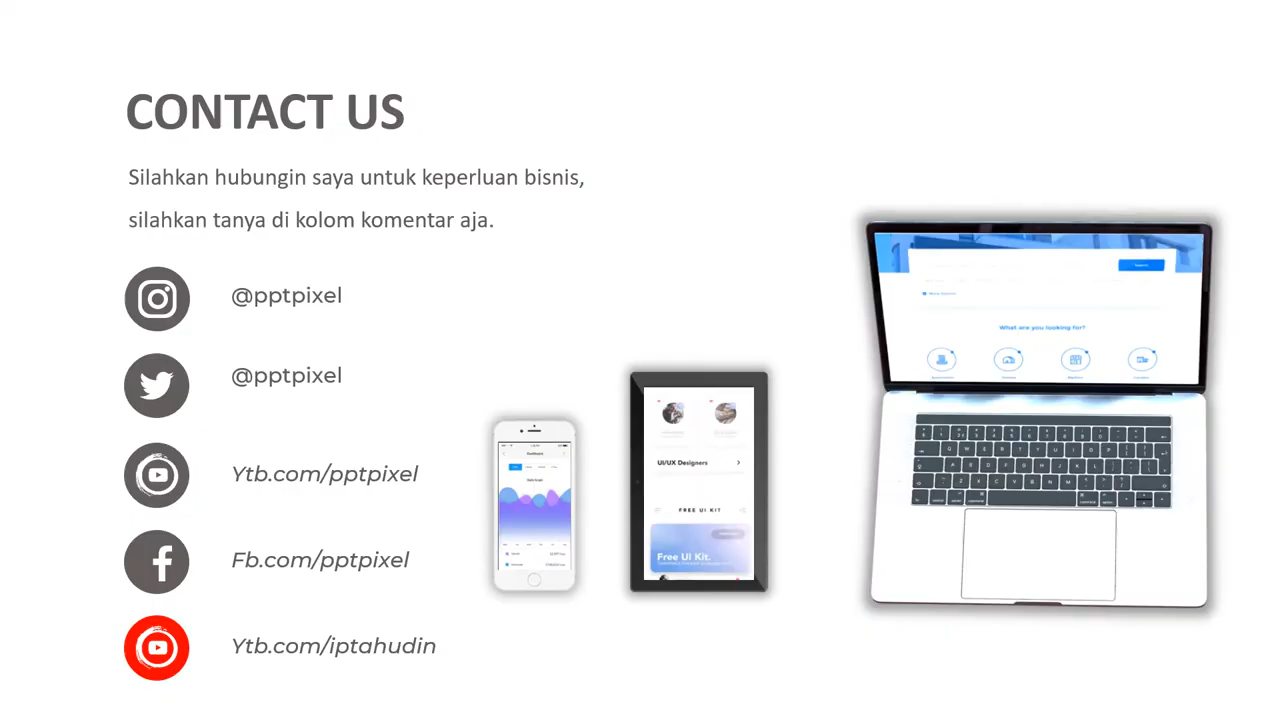 CONTACT US
Silahkan hubungin saya untuk keperluan bisnis,
silahkan tanya di kolom komentar aja.
@pptpixel
@pptpixel
Ytb.com/pptpixel
Fb.com/pptpixel
Ytb.com/iptahudin
Dashboard
UI/UX Designers
FREE UI KIT
Free UI Kit.
What are you looking for?